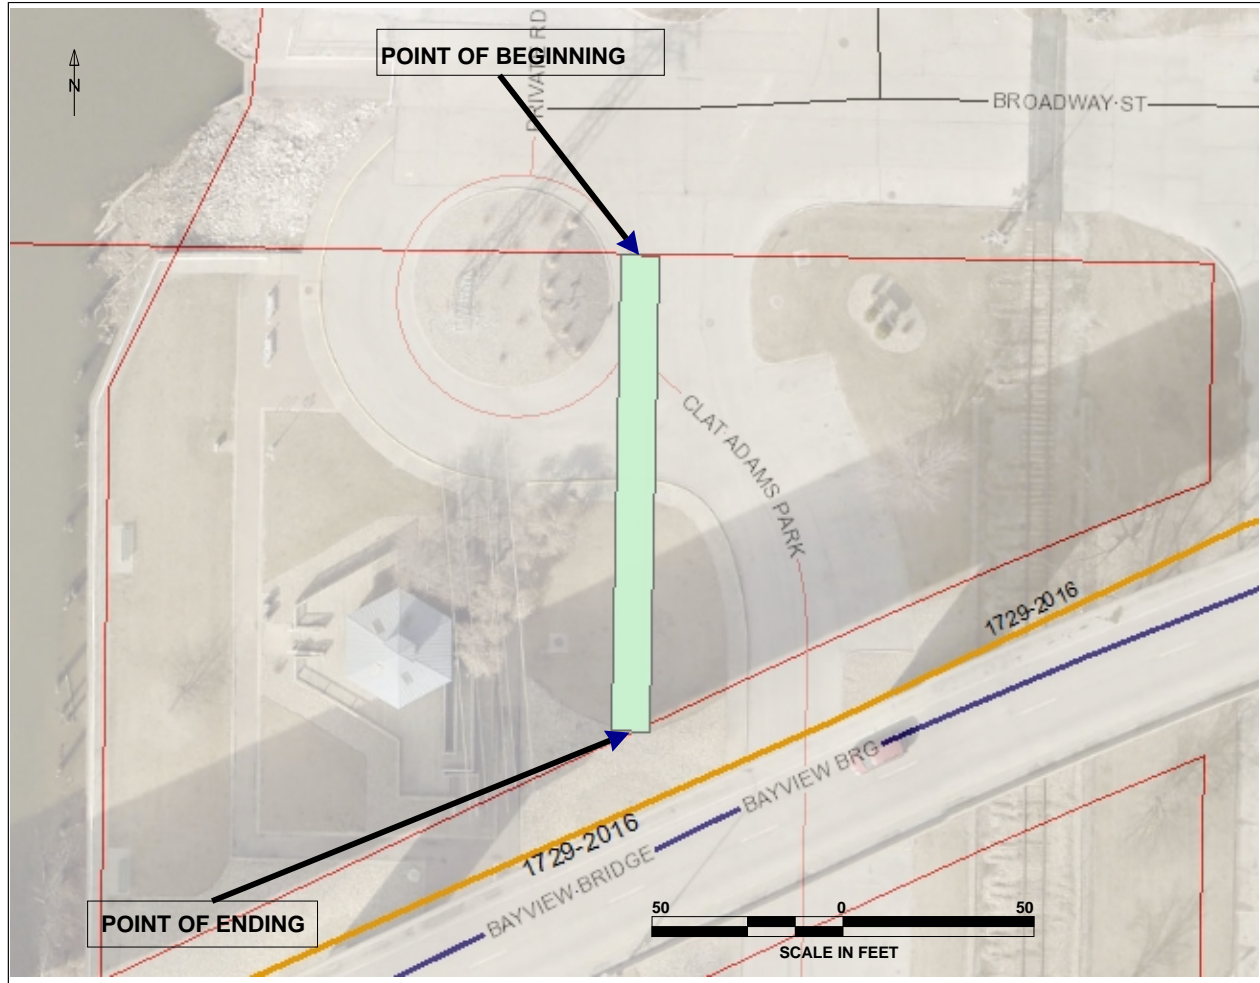 PRIVATE RD
POINT OF BEGINNING
N
BROADWAY ST
CLAT ADAMS PARK
1729-2016
BAYVIEW BRG
1729-2016
BAYVIEW BRIDGE
POINT OF ENDING
50 0 50
SCALE IN FEET